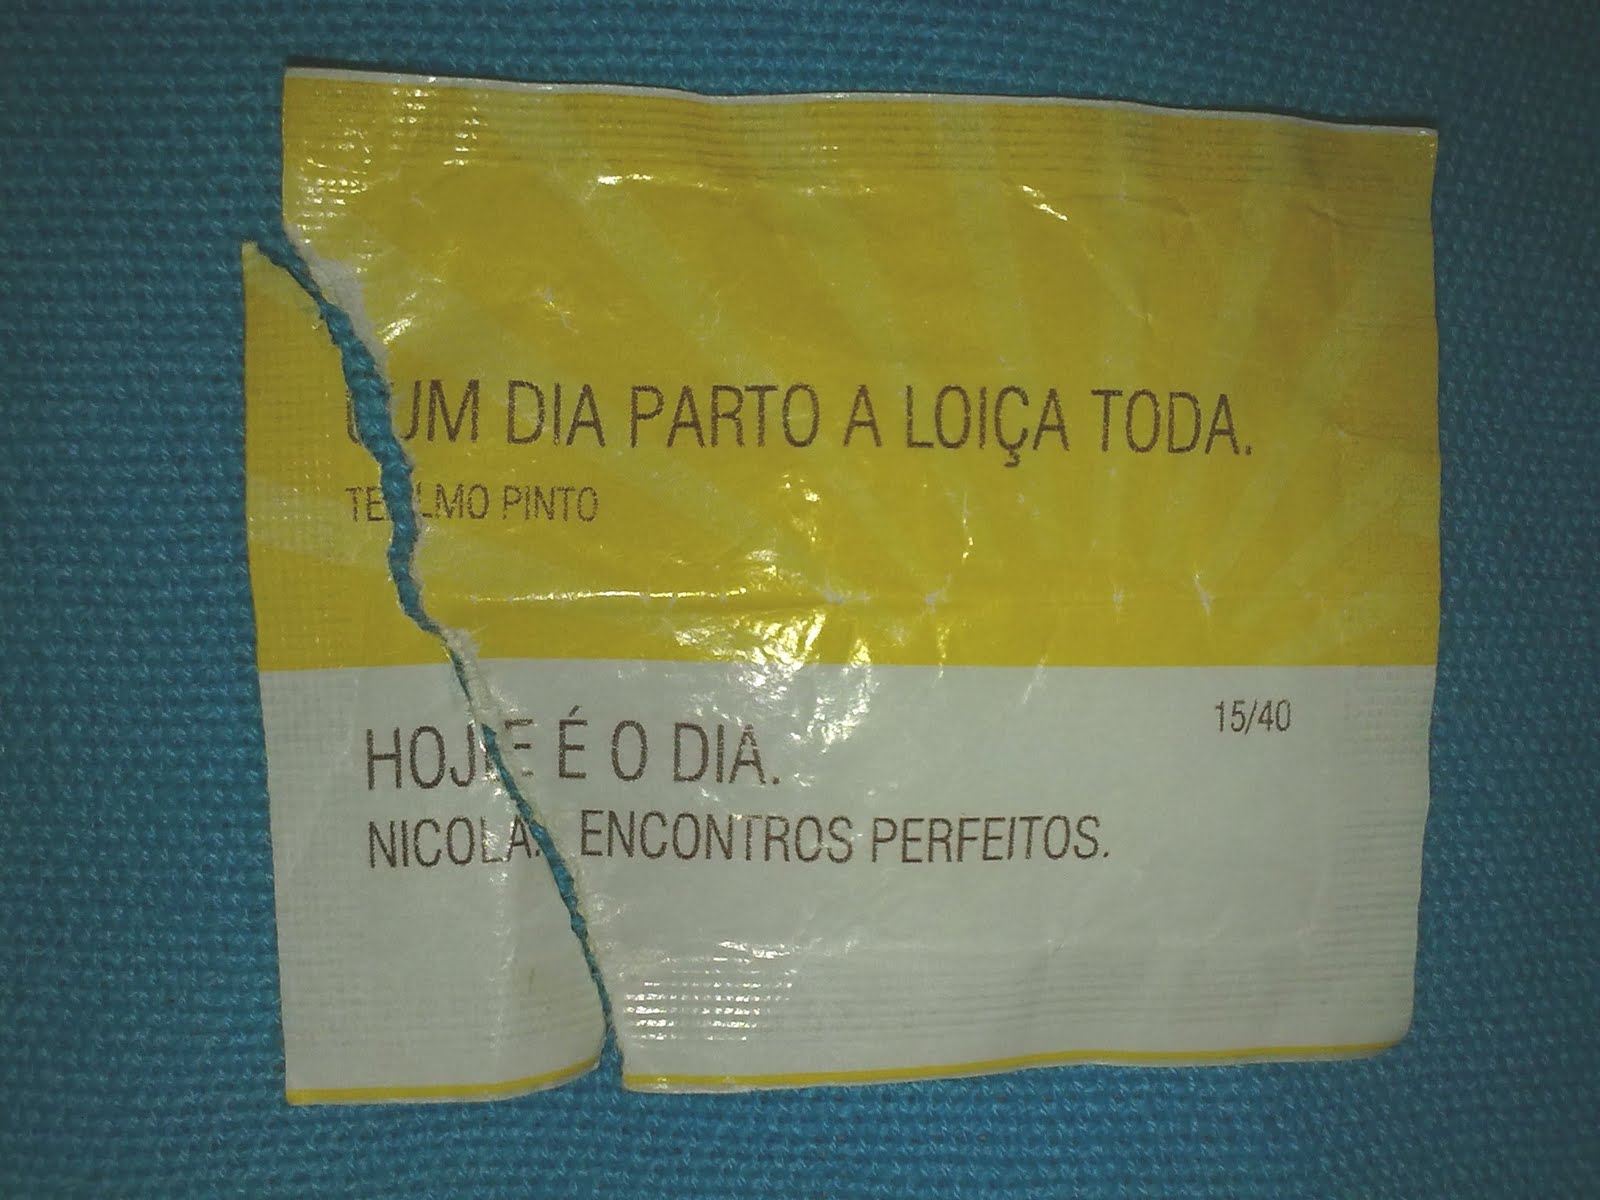 UM DIA PARTO A LOIÇA TODA.
TELMO PINTO
15/40
HOJE É O DIA.
NICOLA. ENCONTROS PERFEITOS.